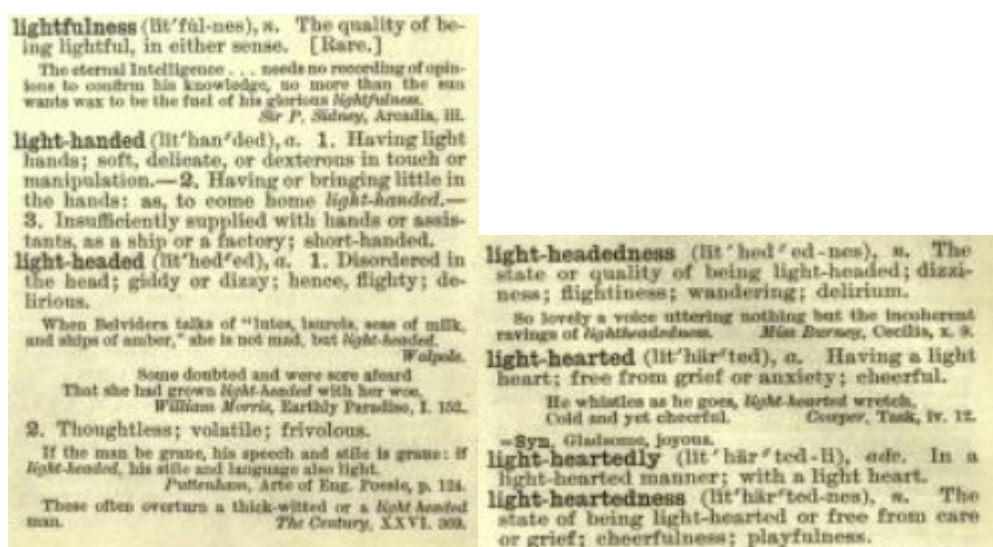 lightfulness (līt′fu̇l-nes), n. The quality of be-
ing lightful, in either sense. [Rare.]
The eternal Intelligence . . . needs no recording of opin-
ions to confirm his knowledge, no more than the sun
wants wax to be the fuel of his glorious lightfulness.
Sir P. Sidney, Arcadia, iii.
light-handed (līt′han″ded), a. 1. Having light
hands; soft, delicate, or dexterous in touch or
manipulation.—2. Having or bringing little in
the hands: as, to come home light-handed.—
3. Insufficiently supplied with hands or assis-
tants, as a ship or a factory; short-handed.
light-headed (līt′hed″ed), a. 1. Disordered in
the head; giddy or dizzy; hence, flighty; de-
lirious.
When Belvidera talks of "lutes, laurels, seas of milk,
and ships of amber," she is not mad, but light-headed.
Walpole.
Some doubted and were sore afeard
That she had grown light-headed with her woe.
William Morris, Earthly Paradise, I. 152.
2. Thoughtless; volatile; frivolous.
If the man be graue, his speech and stile is graue: if
light-headed, his stile and language also light.
Puttenham, Arte of Eng. Poesie, p. 124.
These often overturn a thick-witted or a light headed
man. The Century, XXVI. 369.
light-headedness (līt′hed″ed-nes), n. The
state or quality of being light-headed; dizzi-
ness; flightiness; wandering; delirium.
So lovely a voice uttering nothing but the incoherent
ravings of lightheadedness. Miss Burney, Cecilia, x. 9.
light-hearted (līt′här″ted), a. Having a light
heart; free from grief or anxiety; cheerful.
He whistles as he goes, light-hearted wretch,
Cold and yet cheerful. Cowper, Task, iv. 12.
=Syn. Gladsome, joyous.
light-heartedly (līt′här″ted-li), adv. In a
light-hearted manner; with a light heart.
light-heartedness (līt′här″ted-nes), n. The
state of being light-hearted or free from care
or grief; cheerfulness; playfulness.